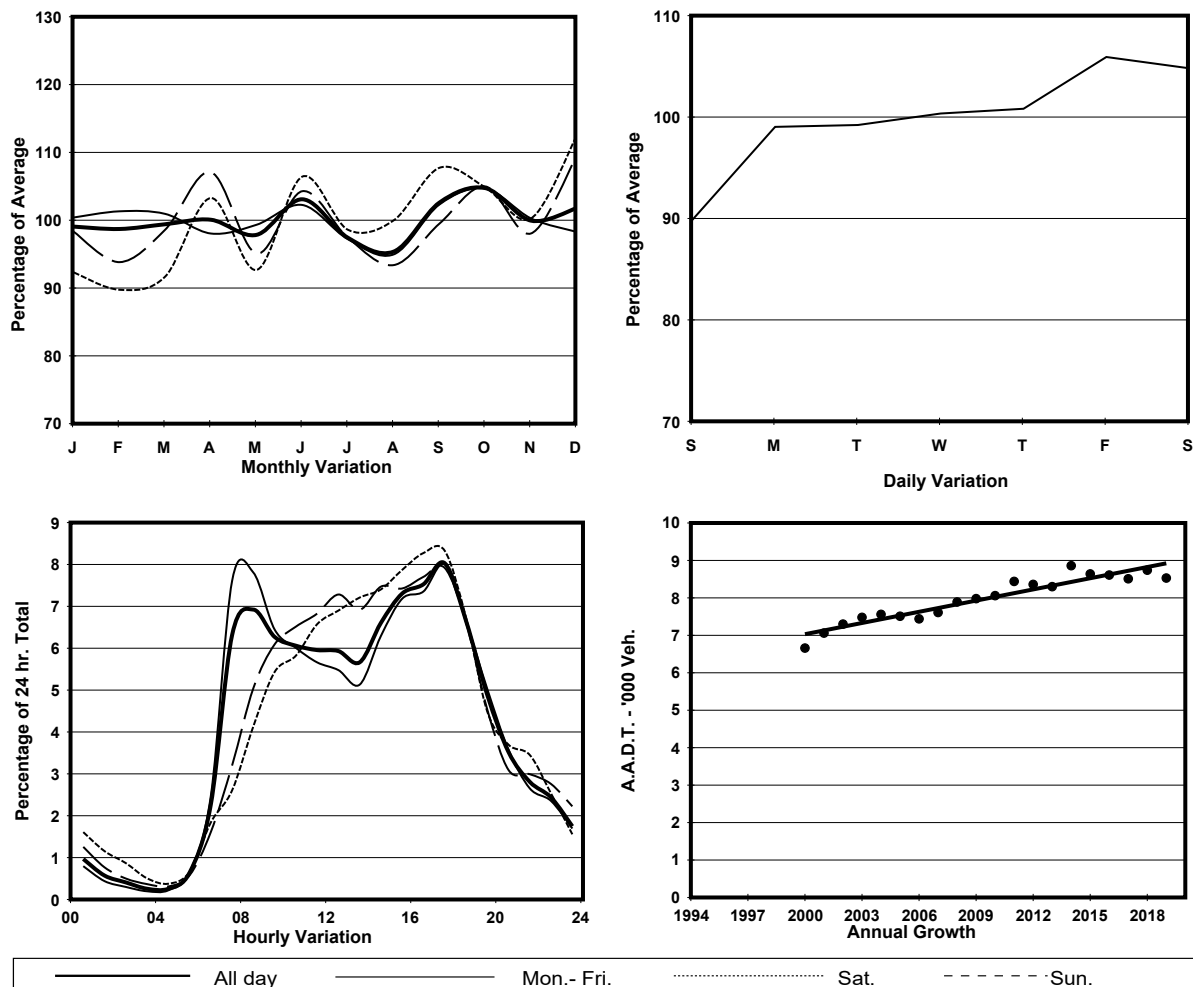 130
120
110
100
90
80
70
Percentage of Average
J F M A M J J A S O N D
Monthly Variation
110
100
90
80
70
Percentage of Average
S M T W T F S
Daily Variation
9
8
7
6
5
4
3
2
1
0
Percentage of 24 hr. Total
00 04 08 12 16 20 24
Hourly Variation
10
9
8
7
6
5
4
3
2
1
0
A.A.D.T. - '000 Veh.
1994 1997 2000 2003 2006 2009 2012 2015 2018
Annual Growth
All day Mon.- Fri. Sat. Sun.